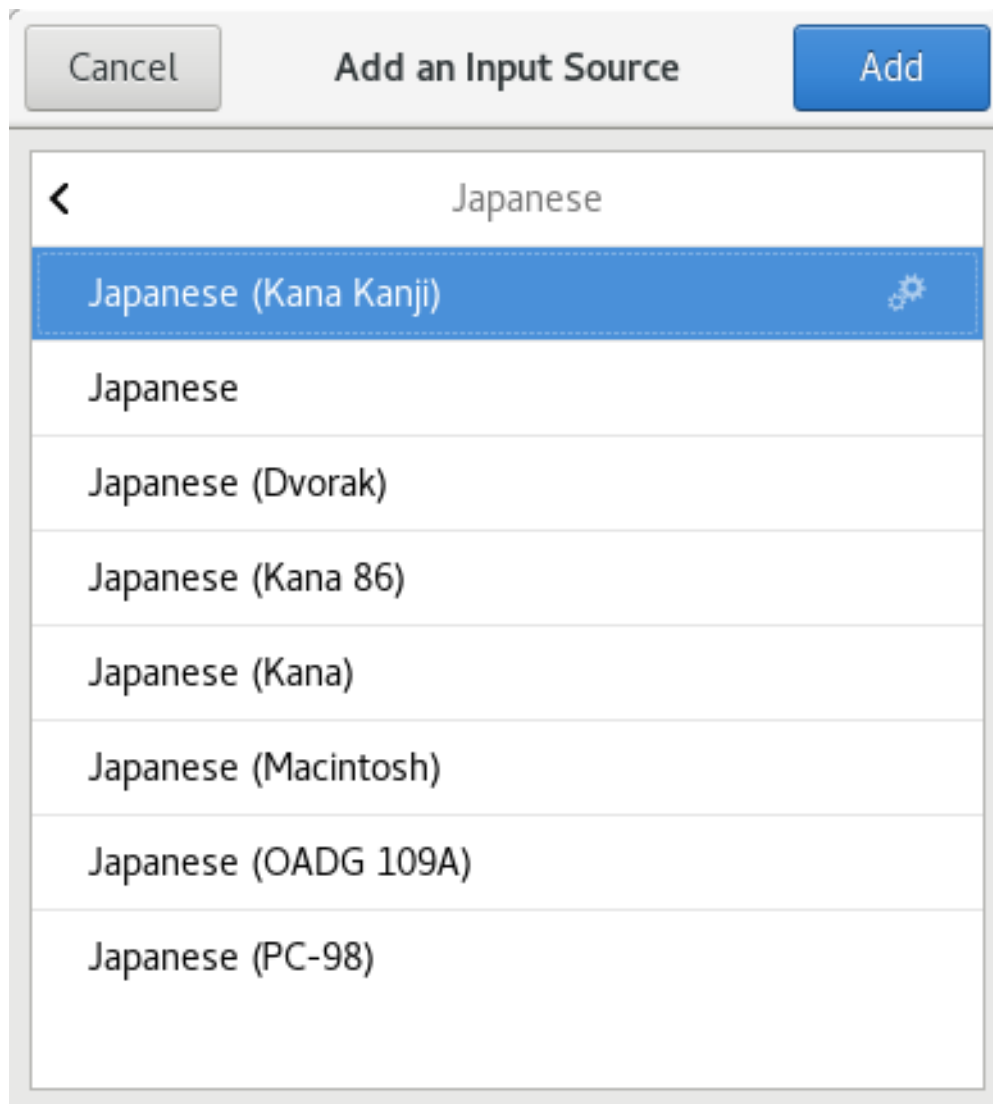 Cancel Add an Input Source Add
Japanese
Japanese (Kana Kanji)
Japanese
Japanese (Dvorak)
Japanese (Kana 86)
Japanese (Kana)
Japanese (Macintosh)
Japanese (OADG 109A)
Japanese (PC-98)